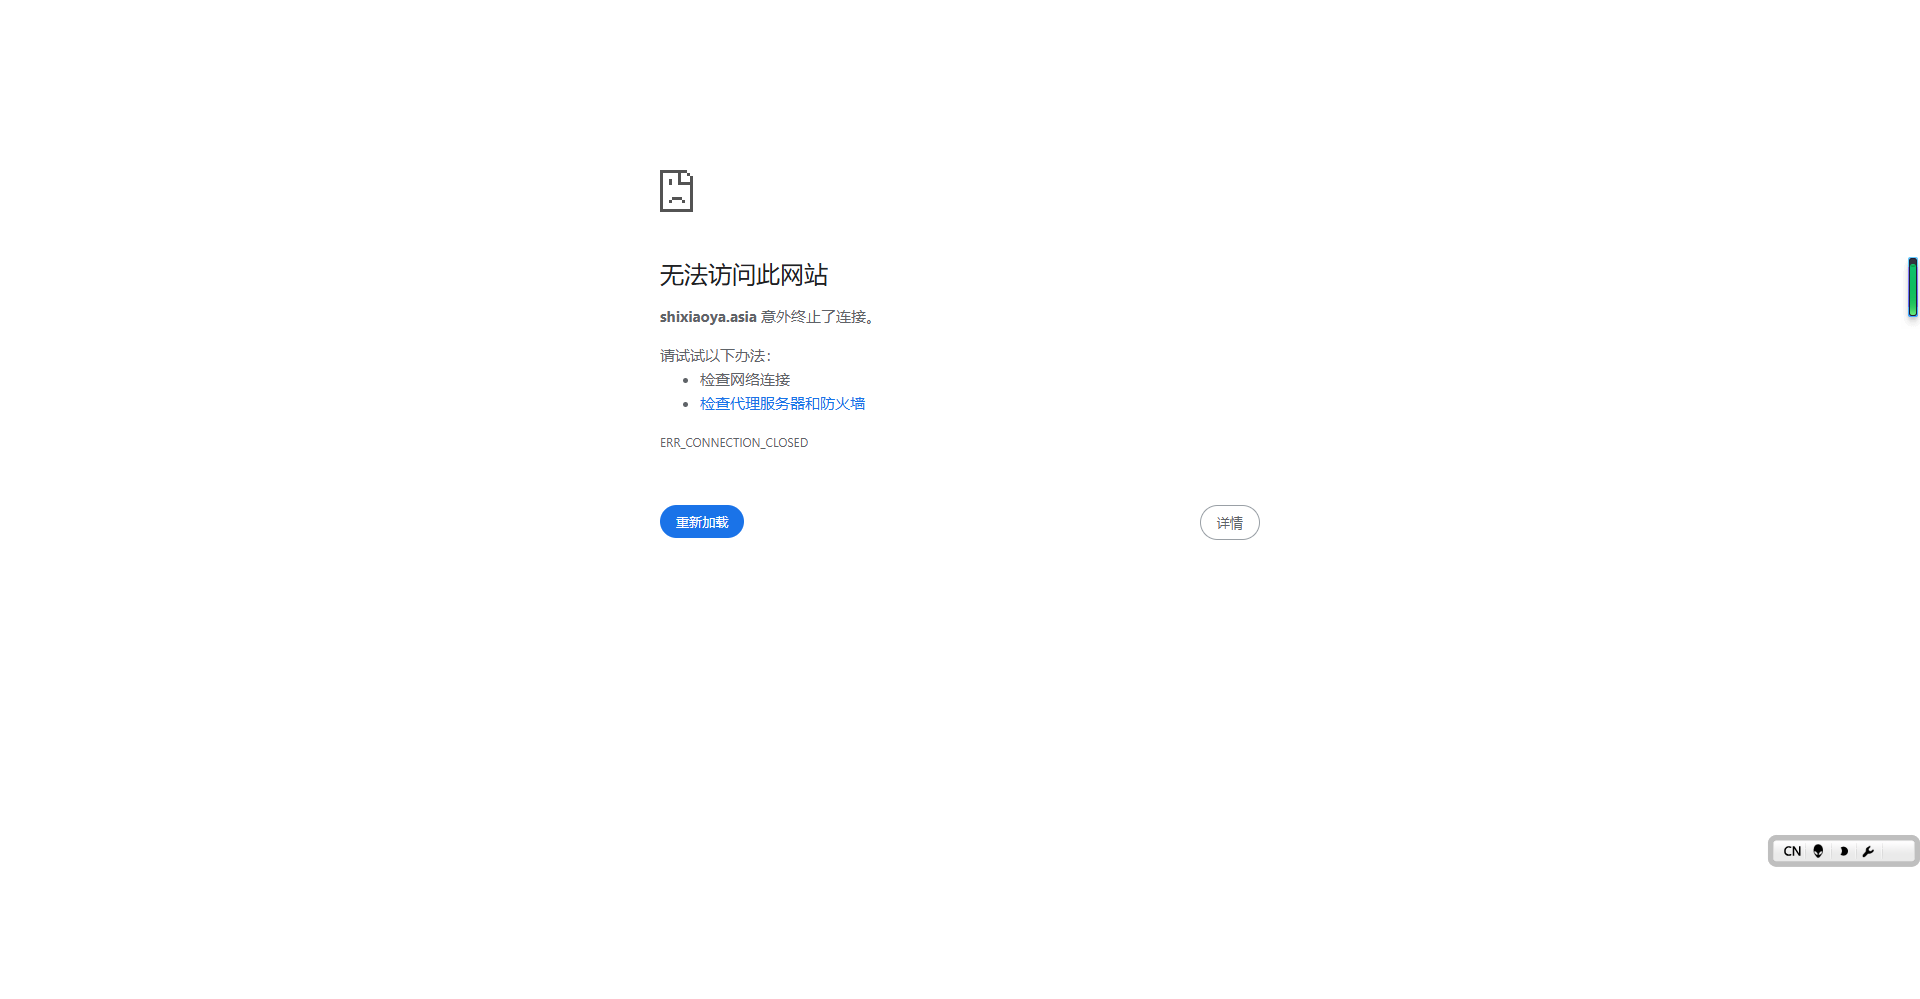 无法访问此网站
shixiaoya.asia 意外终止了连接。
请试试以下办法：
检查网络连接
检查代理服务器和防火墙
ERR_CONNECTION_CLOSED
重新加载
详情
CN